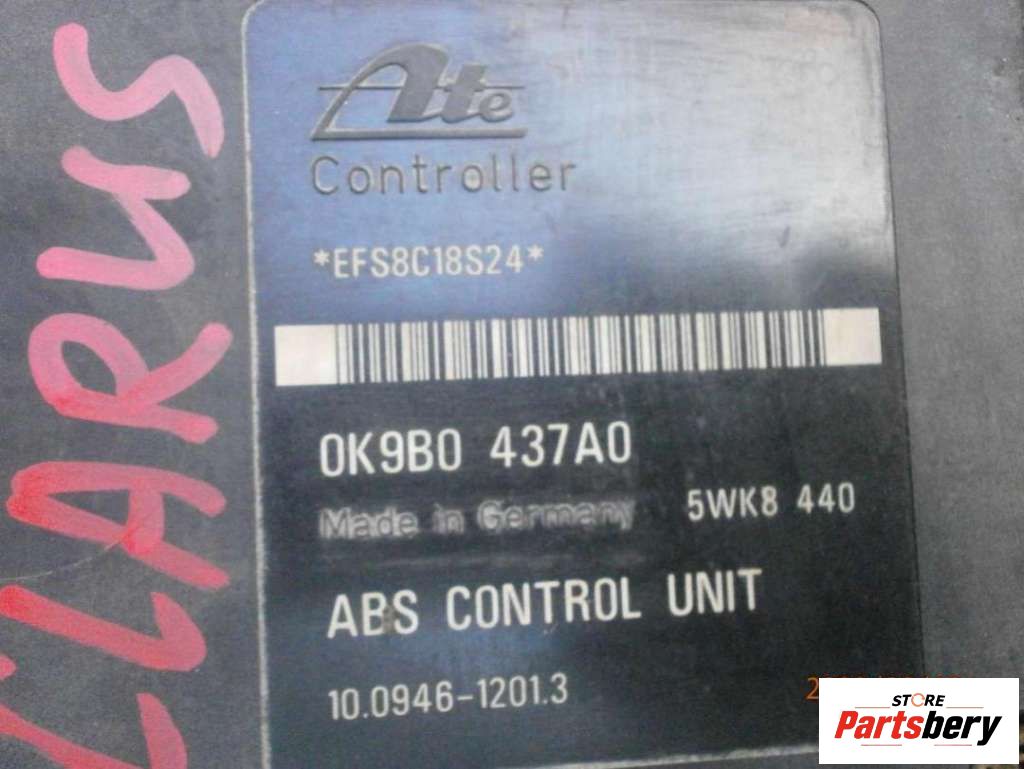 Ate
Controller
*EFS8C18S24*
0K9B0 437A0
Made in Germany
5WK8 440
ABS CONTROL UNIT
10.0946-1201.3
CLARUS
STORE
Partsbery